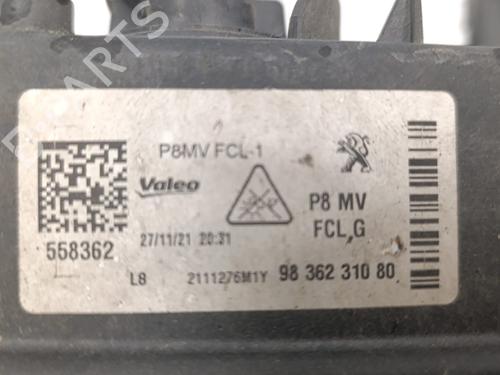 P8MV FCL-1
Valeo
P8 MV
FCL,G
27/11/21 20:31
558362
L8 2111276M1Y 98 362 310 80